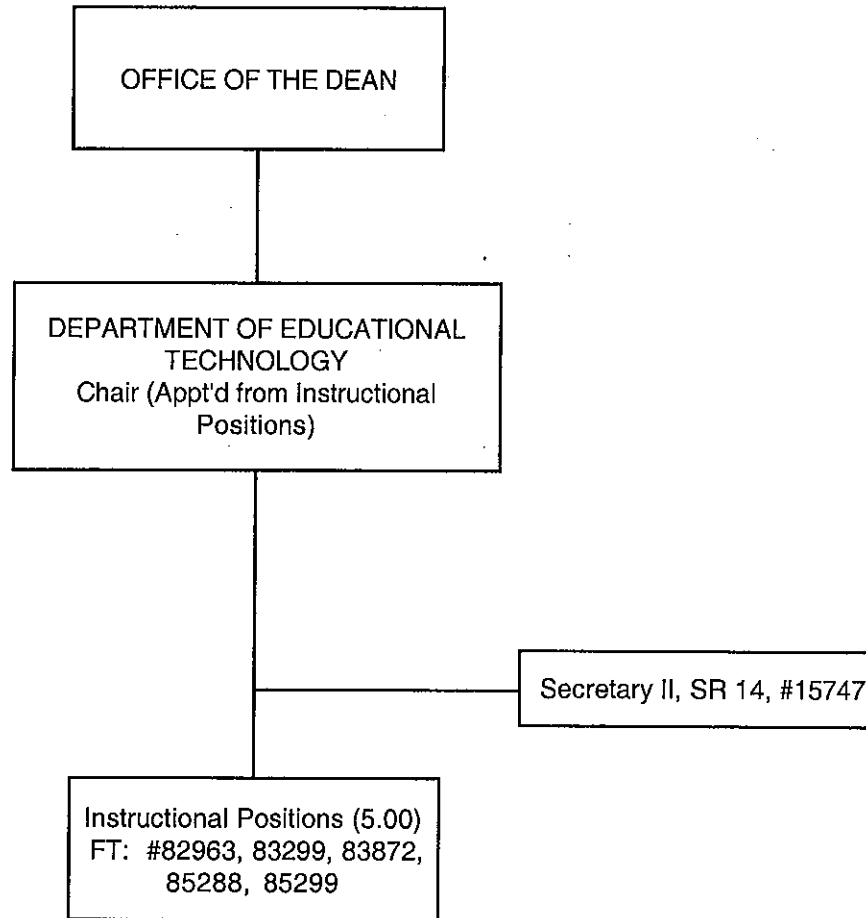 OFFICE OF THE DEAN
DEPARTMENT OF EDUCATIONAL
TECHNOLOGY
Chair (Appt'd from Instructional
Positions)
Secretary II, SR 14, #15747
Instructional Positions (5.00)
FT: #82963, 83299, 83872,
85288, 85299